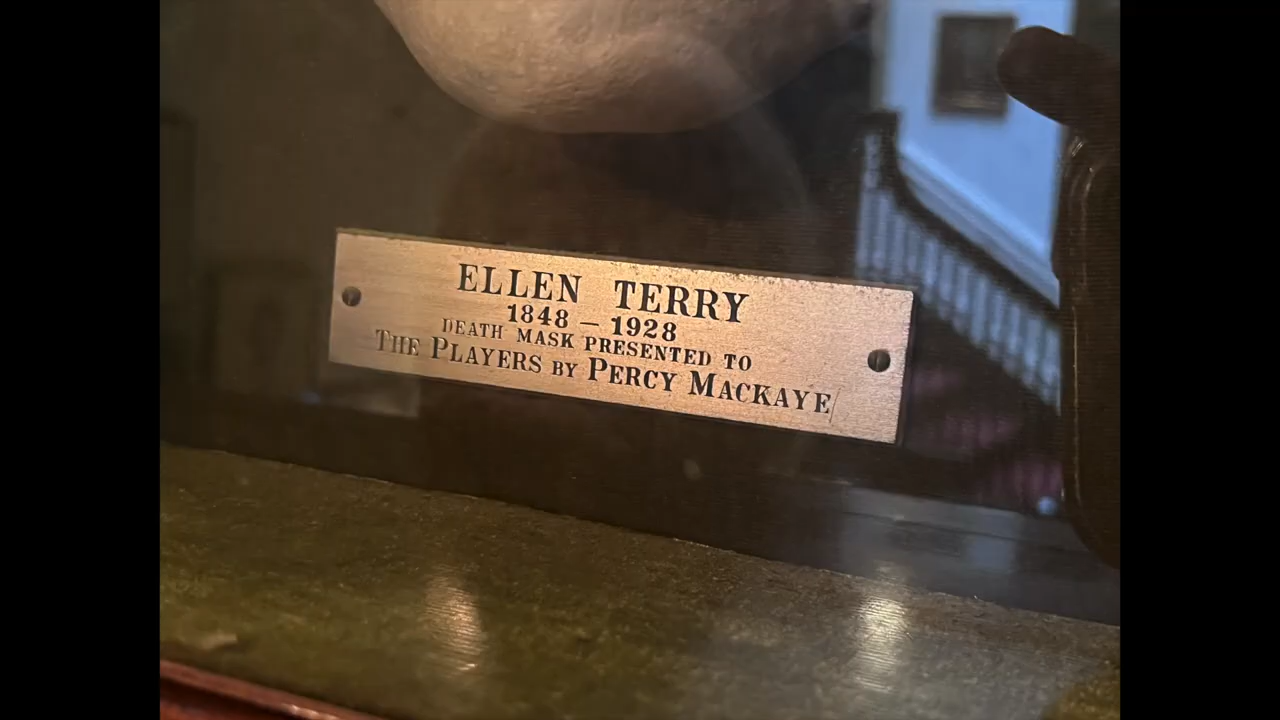 ELLEN TERRY
1848 – 1928
DEATH MASK PRESENTED TO
THE PLAYERS BY PERCY MACKAYE